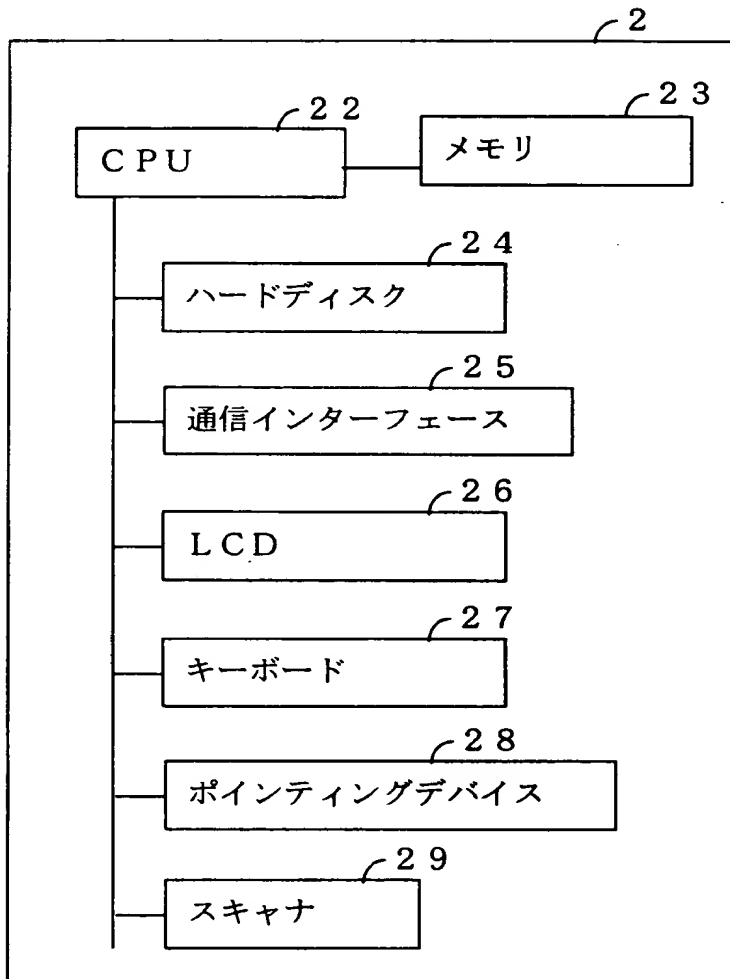 ２
２２
ＣＰＵ
２３
メモリ
２４
ハードディスク
２５
通信インターフェース
２６
ＬＣＤ
２７
キーボード
２８
ポインティングデバイス
２９
スキャナ